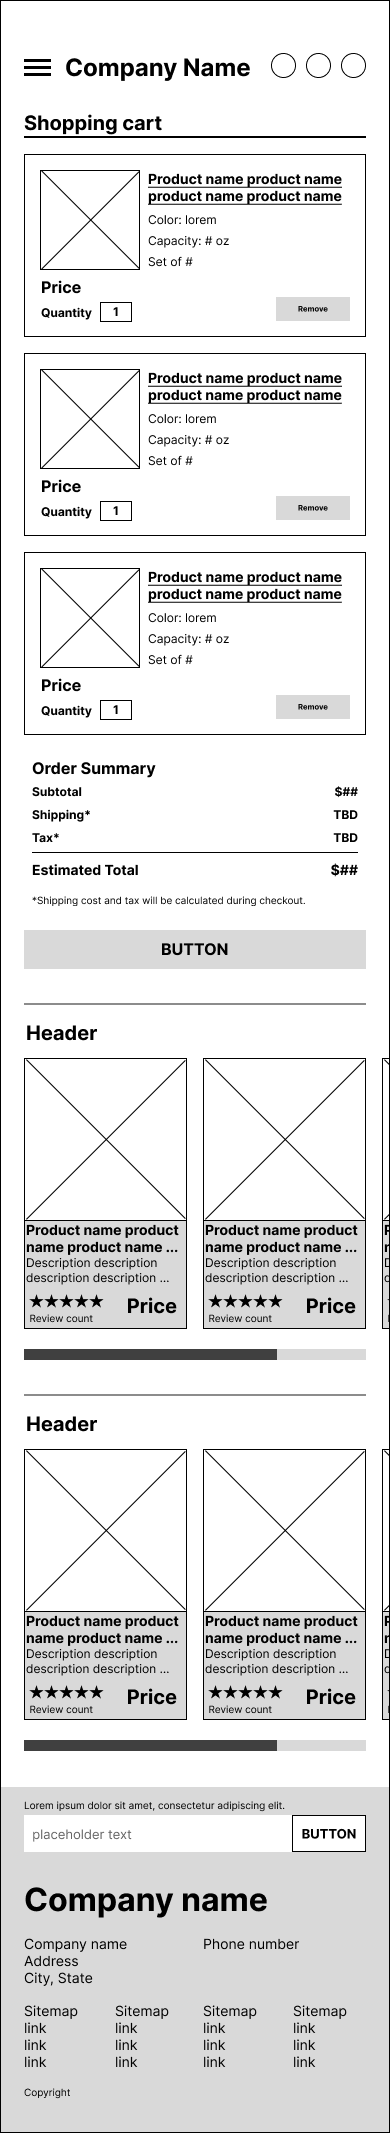 Company Name
Shopping cart
Product name product name
product name product name
Color: lorem
Capacity: # oz
Set of #
Price
Quantity 1
Remove
Product name product name
product name product name
Color: lorem
Capacity: # oz
Set of #
Price
Quantity 1
Remove
Product name product name
product name product name
Color: lorem
Capacity: # oz
Set of #
Price
Quantity 1
Remove
Order Summary
Subtotal $##
Shipping* TBD
Tax* TBD
Estimated Total $##
*Shipping cost and tax will be calculated during checkout.
BUTTON
Header
Product name product
name product name ...
Description description
description description ...
★★★★★ Price
Review count
Product name product
name product name ...
Description description
description description ...
★★★★★ Price
Review count
Header
Product name product
name product name ...
Description description
description description ...
★★★★★ Price
Review count
Product name product
name product name ...
Description description
description description ...
★★★★★ Price
Review count
Lorem ipsum dolor sit amet, consectetur adipiscing elit.
placeholder text BUTTON
Company name
Company name
Address
City, State
Phone number
Sitemap
link
link
link
Sitemap
link
link
link
Sitemap
link
link
link
Sitemap
link
link
link
Copyright